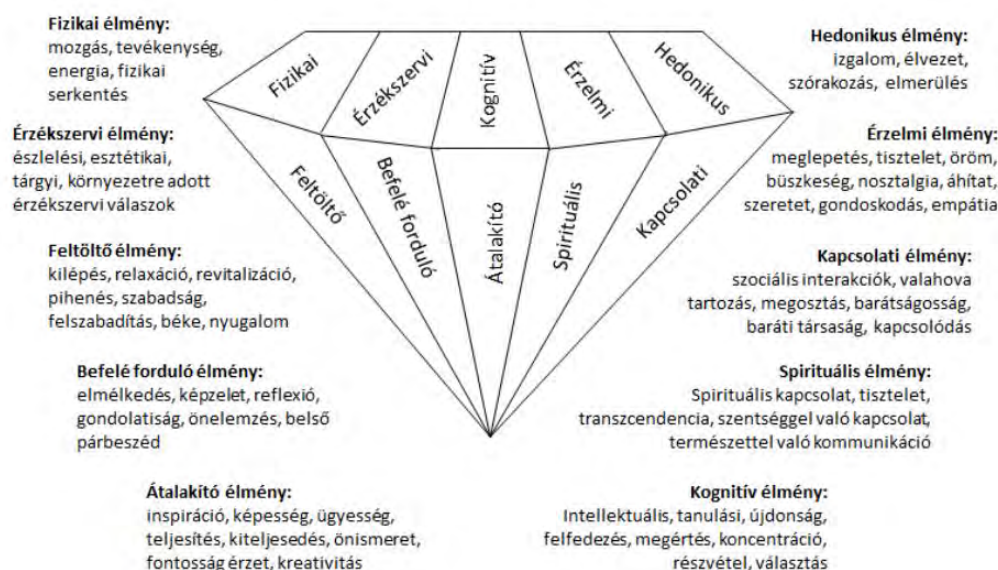 Fizikai élmény:
mozgás, tevékenység,
energia, fizikai
serkentés
Érzékszervi élmény:
észlelési, esztétikai,
tárgyi, környezetre adott
érzékszervi válaszok
Feltöltő élmény:
kilépés, relaxáció, revitalizáció,
pihenés, szabadság,
felszabadítás, béke, nyugalom
Befelé forduló élmény:
elmélkedés, képzelet, reflexió,
gondolatiság, önelemzés, belső
párbeszéd
Átalakító élmény:
inspiráció, képesség, ügyesség,
teljesítés, kiteljesedés, önismeret,
fontosság érzet, kreativitás
Fizikai
Érzékszervi
Kognitív
Érzelmi
Hedonikus
Feltöltő
Befelé forduló
Átalakító
Spirituális
Kapcsolati
Hedonikus élmény:
izgalom, élvezet,
szórakozás, elmerülés
Érzelmi élmény:
meglepetés, tisztelet, öröm,
büszkeség, nosztalgia, áhítat,
szeretet, gondoskodás, empátia
Kapcsolati élmény:
szociális interakciók, valahova
tartozás, megosztás, barátságosság,
baráti társaság, kapcsolódás
Spirituális élmény:
Spirituális kapcsolat, tisztelet,
transzcendencia, szentséggel való kapcsolat,
természettel való kommunikáció
Kognitív élmény:
Intellektuális, tanulási, újdonság,
felfedezés, megértés, koncentráció,
részvétel, választás